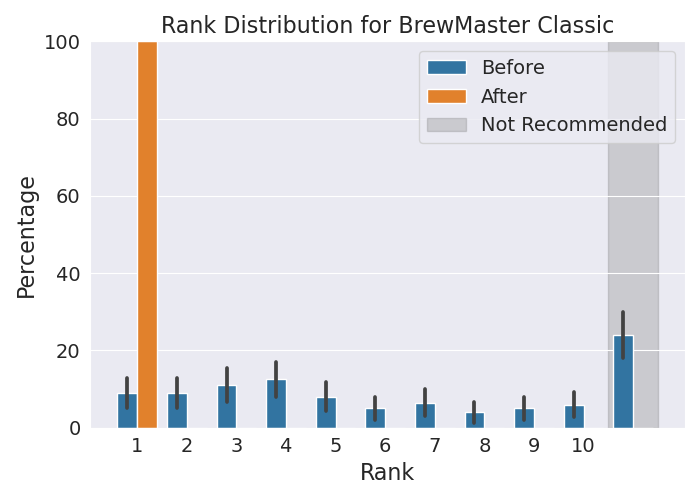 Rank Distribution for BrewMaster Classic
Before
After
Not Recommended
Percentage
100
80
60
40
20
0
1 2 3 4 5 6 7 8 9 10
Rank